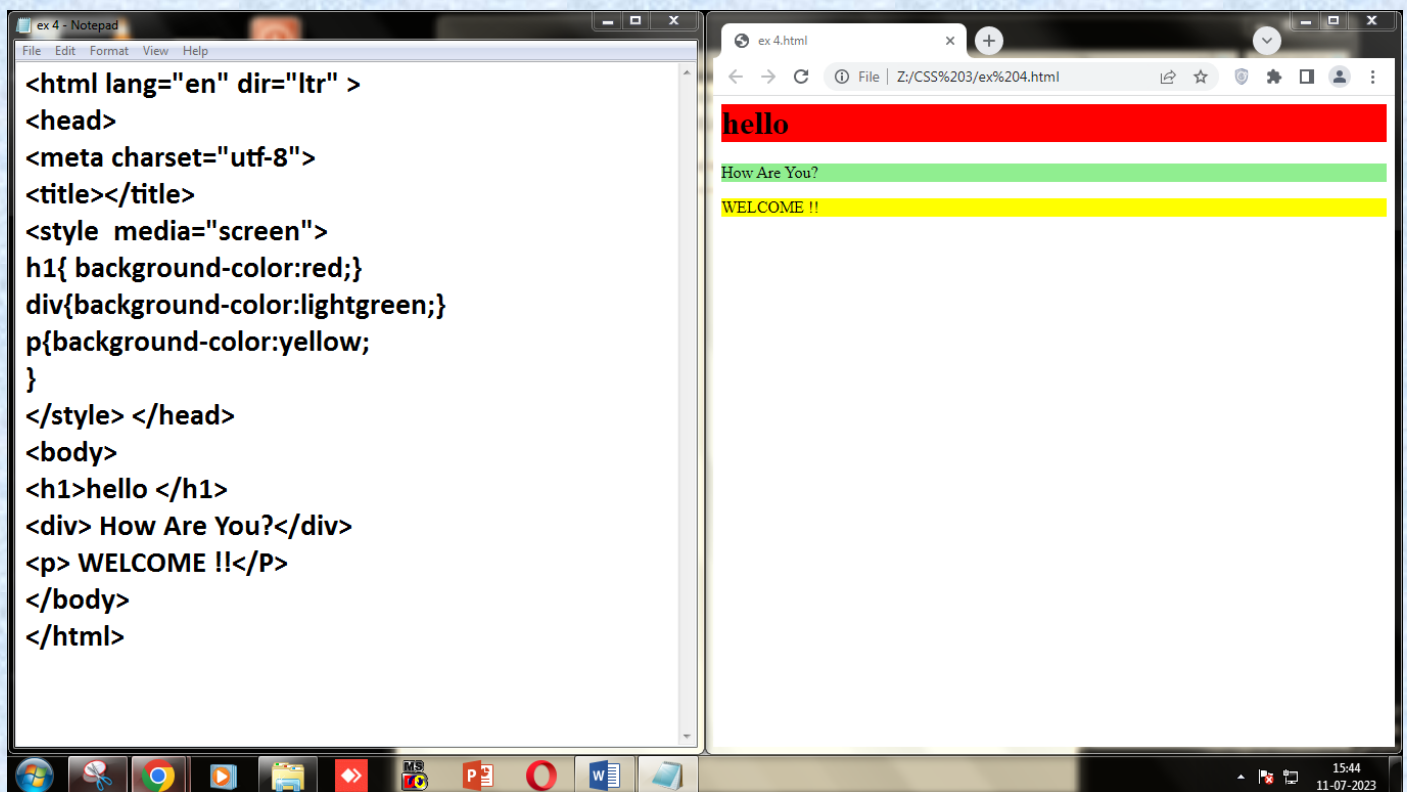 ex 4 - Notepad
File Edit Format View Help
<html lang="en" dir="ltr" >
<head>
<meta charset="utf-8">
<title></title>
<style  media="screen">
h1{ background-color:red;}
div{background-color:lightgreen;}
p{background-color:yellow;
}
</style> </head>
<body>
<h1>hello </h1>
<div> How Are You?</div>
<p> WELCOME !!</P>
</body>
</html>
ex 4.html
File | Z:/CSS%203/ex%204.html
hello
How Are You?
WELCOME !!
MS
P
W
15:44
11-07-2023